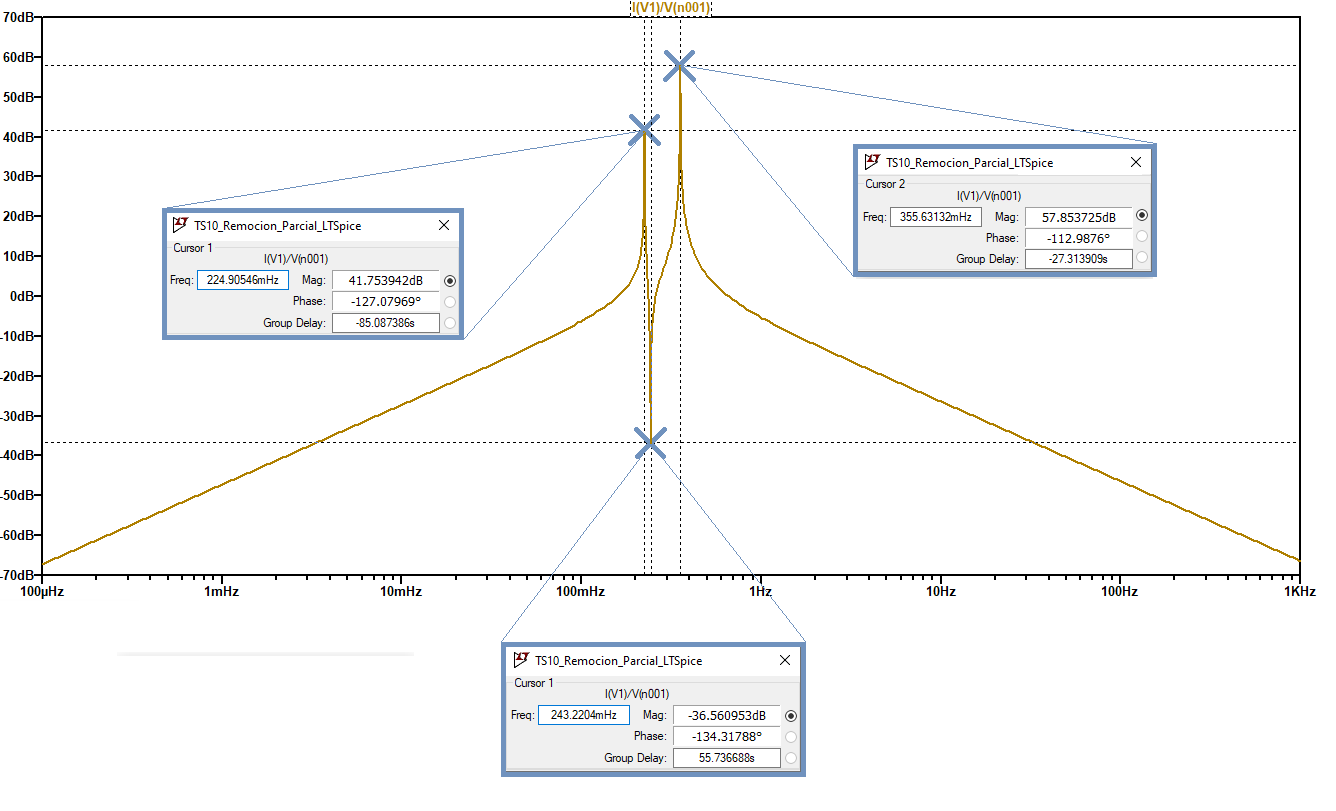 I(V1)/V(n001)
70dB
60dB
50dB
40dB
30dB
20dB
10dB
0dB
-10dB
-20dB
-30dB
-40dB
-50dB
-60dB
-70dB
100µHz 1mHz 10mHz 100mHz 1Hz 10Hz 100Hz 1KHz
TS10_Remocion_Parcial_LTSpice
Cursor 2
I(V1)/V(n001)
Freq: 355.63132mHz Mag: 57.853725dB
Phase: -112.9876°
Group Delay: -27.313909s
TS10_Remocion_Parcial_LTSpice
Cursor 1
I(V1)/V(n001)
Freq: 224.90546mHz Mag: 41.753942dB
Phase: -127.07969°
Group Delay: -85.087386s
TS10_Remocion_Parcial_LTSpice
Cursor 1
I(V1)/V(n001)
Freq: 243.2204mHz Mag: -36.560953dB
Phase: -134.31788°
Group Delay: 55.736688s